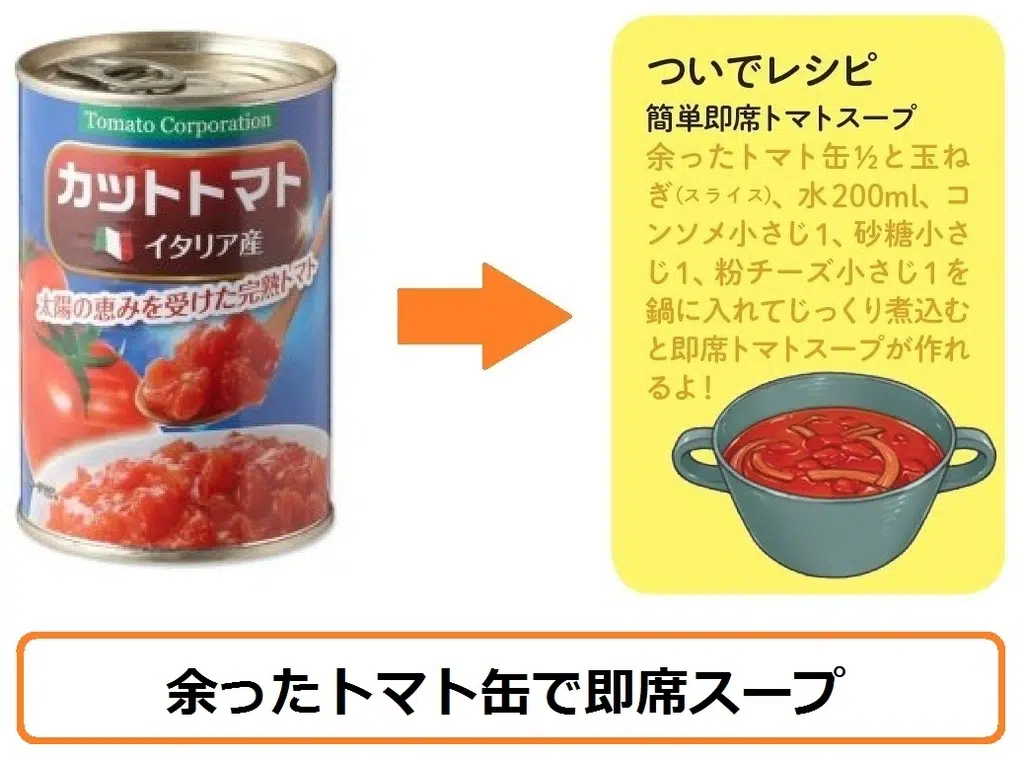 Tomato Corporation
カットトマト
イタリア産
太陽の恵みを受けた完熟トマト
ついでレシピ
簡単即席トマトスープ
余ったトマト缶½と玉ね
ぎ(スライス)、水200ml、コ
ンソメ小さじ1、砂糖小さ
じ1、粉チーズ小さじ1を
鍋に入れてじっくり煮込む
と即席トマトスープが作れ
るよ!
余ったトマト缶で即席スープ